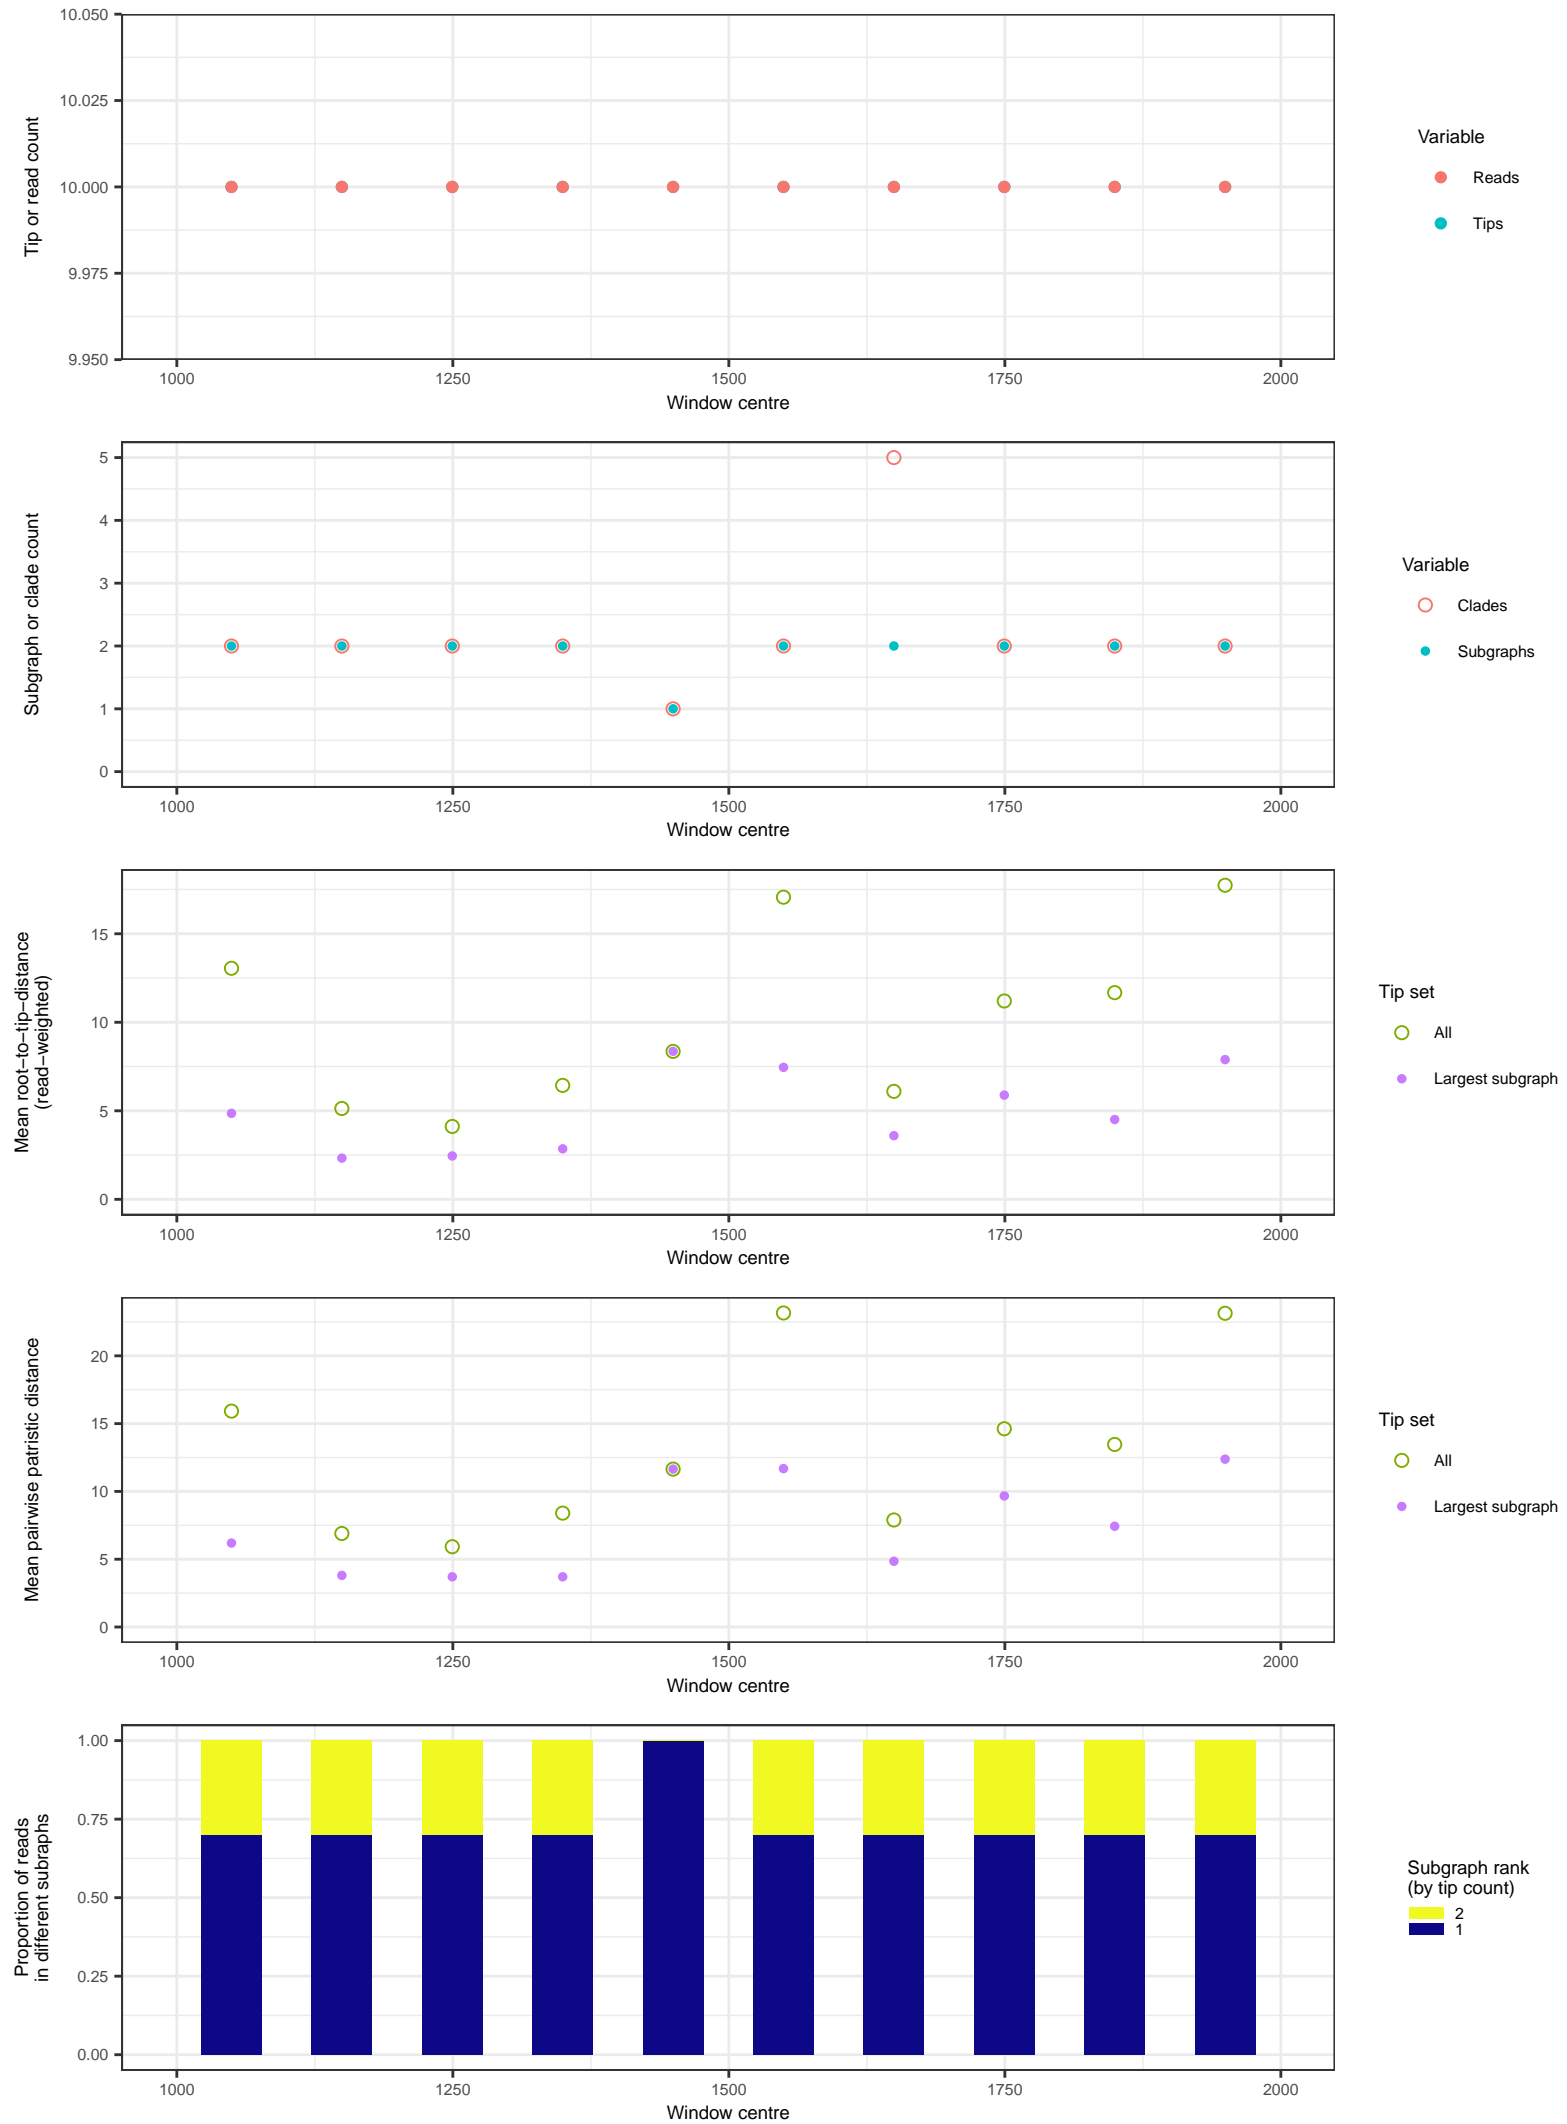 10.050
10.025
10.000
9.975
9.950
Tip or read count
1000 1250 1500 1750 2000
Window centre
Variable
Reads
Tips
5
4
3
2
1
0
Subgraph or clade count
1000 1250 1500 1750 2000
Window centre
Variable
Clades
Subgraphs
15
10
5
0
Mean root−to−tip−distance
(read−weighted)
1000 1250 1500 1750 2000
Window centre
Tip set
All
Largest subgraph
20
15
10
5
0
Mean pairwise patristic distance
1000 1250 1500 1750 2000
Window centre
Tip set
All
Largest subgraph
1.00
0.75
0.50
0.25
0.00
Proportion of reads
in different subraphs
1000 1250 1500 1750 2000
Window centre
Subgraph rank
(by tip count)
2
1